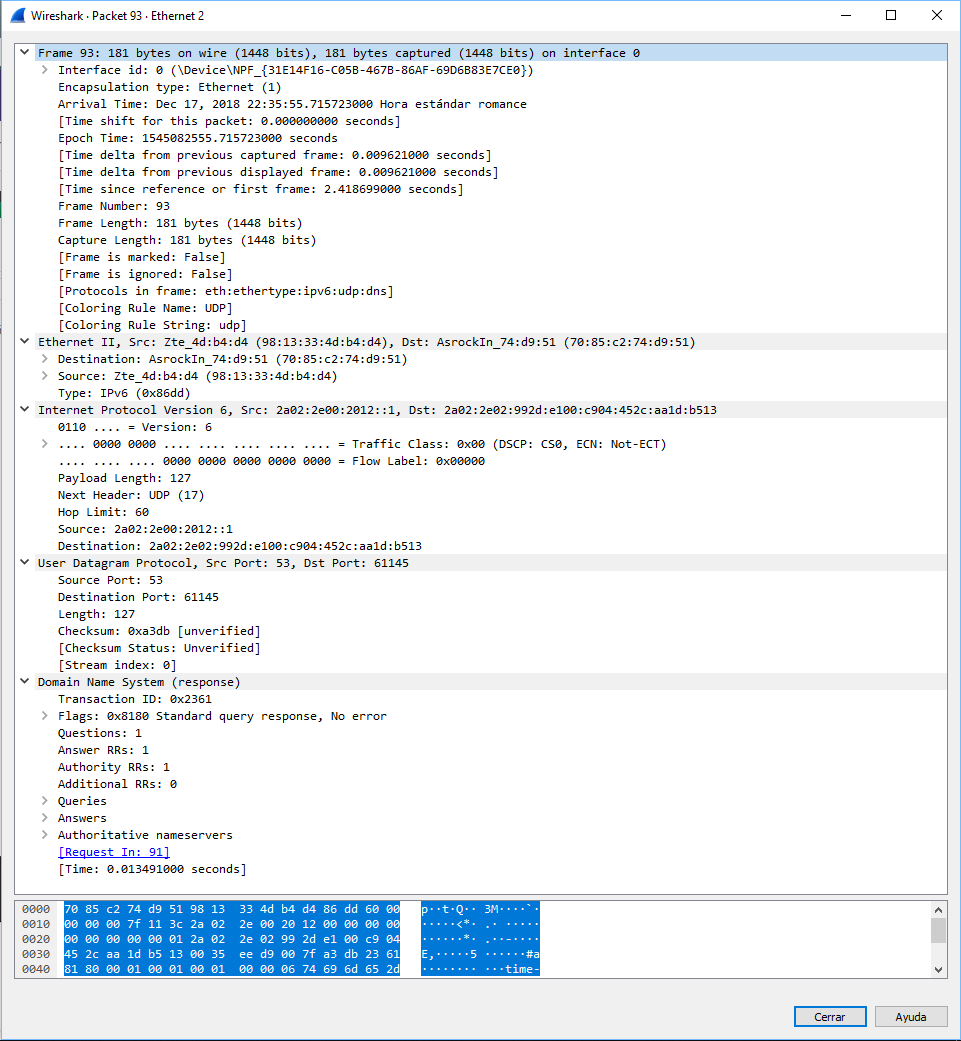 Wireshark · Packet 93 · Ethernet 2
Frame 93: 181 bytes on wire (1448 bits), 181 bytes captured (1448 bits) on interface 0
Interface id: 0 (\Device\NPF_{31E14F16-C05B-467B-86AF-69D6B83E7CE0})
Encapsulation type: Ethernet (1)
Arrival Time: Dec 17, 2018 22:35:55.715723000 Hora estándar romance
[Time shift for this packet: 0.000000000 seconds]
Epoch Time: 1545082555.715723000 seconds
[Time delta from previous captured frame: 0.009621000 seconds]
[Time delta from previous displayed frame: 0.009621000 seconds]
[Time since reference or first frame: 2.418699000 seconds]
Frame Number: 93
Frame Length: 181 bytes (1448 bits)
Capture Length: 181 bytes (1448 bits)
[Frame is marked: False]
[Frame is ignored: False]
[Protocols in frame: eth:ethertype:ipv6:udp:dns]
[Coloring Rule Name: UDP]
[Coloring Rule String: udp]
Ethernet II, Src: Zte_4d:b4:d4 (98:13:33:4d:b4:d4), Dst: AsrockIn_74:d9:51 (70:85:c2:74:d9:51)
Destination: AsrockIn_74:d9:51 (70:85:c2:74:d9:51)
Source: Zte_4d:b4:d4 (98:13:33:4d:b4:d4)
Type: IPv6 (0x86dd)
Internet Protocol Version 6, Src: 2a02:2e00:2012::1, Dst: 2a02:2e02:992d:e100:c904:452c:aa1d:b513
0110 .... = Version: 6
.... 0000 0000 .... .... .... .... .... = Traffic Class: 0x00 (DSCP: CS0, ECN: Not-ECT)
.... .... .... 0000 0000 0000 0000 0000 = Flow Label: 0x00000
Payload Length: 127
Next Header: UDP (17)
Hop Limit: 60
Source: 2a02:2e00:2012::1
Destination: 2a02:2e02:992d:e100:c904:452c:aa1d:b513
User Datagram Protocol, Src Port: 53, Dst Port: 61145
Source Port: 53
Destination Port: 61145
Length: 127
Checksum: 0xa3db [unverified]
[Checksum Status: Unverified]
[Stream index: 0]
Domain Name System (response)
Transaction ID: 0x2361
Flags: 0x8180 Standard query response, No error
Questions: 1
Answer RRs: 1
Authority RRs: 1
Additional RRs: 0
Queries
Answers
Authoritative nameservers
[Request In: 91]
[Time: 0.013491000 seconds]
0000 70 85 c2 74 d9 51 98 13 33 4d b4 d4 86 dd 60 00 p··t·Q·· 3M····`·
0010 00 00 00 7f 11 3c 2a 02 2e 00 20 12 00 00 00 00 ·····<*· .· ·····
0020 00 00 00 00 00 01 2a 02 2e 02 99 2d e1 00 c9 04 ······*· .··-····
0030 45 2c aa 1d b5 13 00 35 ee d9 00 7f a3 db 23 61 E,·····5 ······#a
0040 81 80 00 01 00 01 00 01 00 00 06 74 69 6d 65 2d ········ ···time-
Cerrar
Ayuda